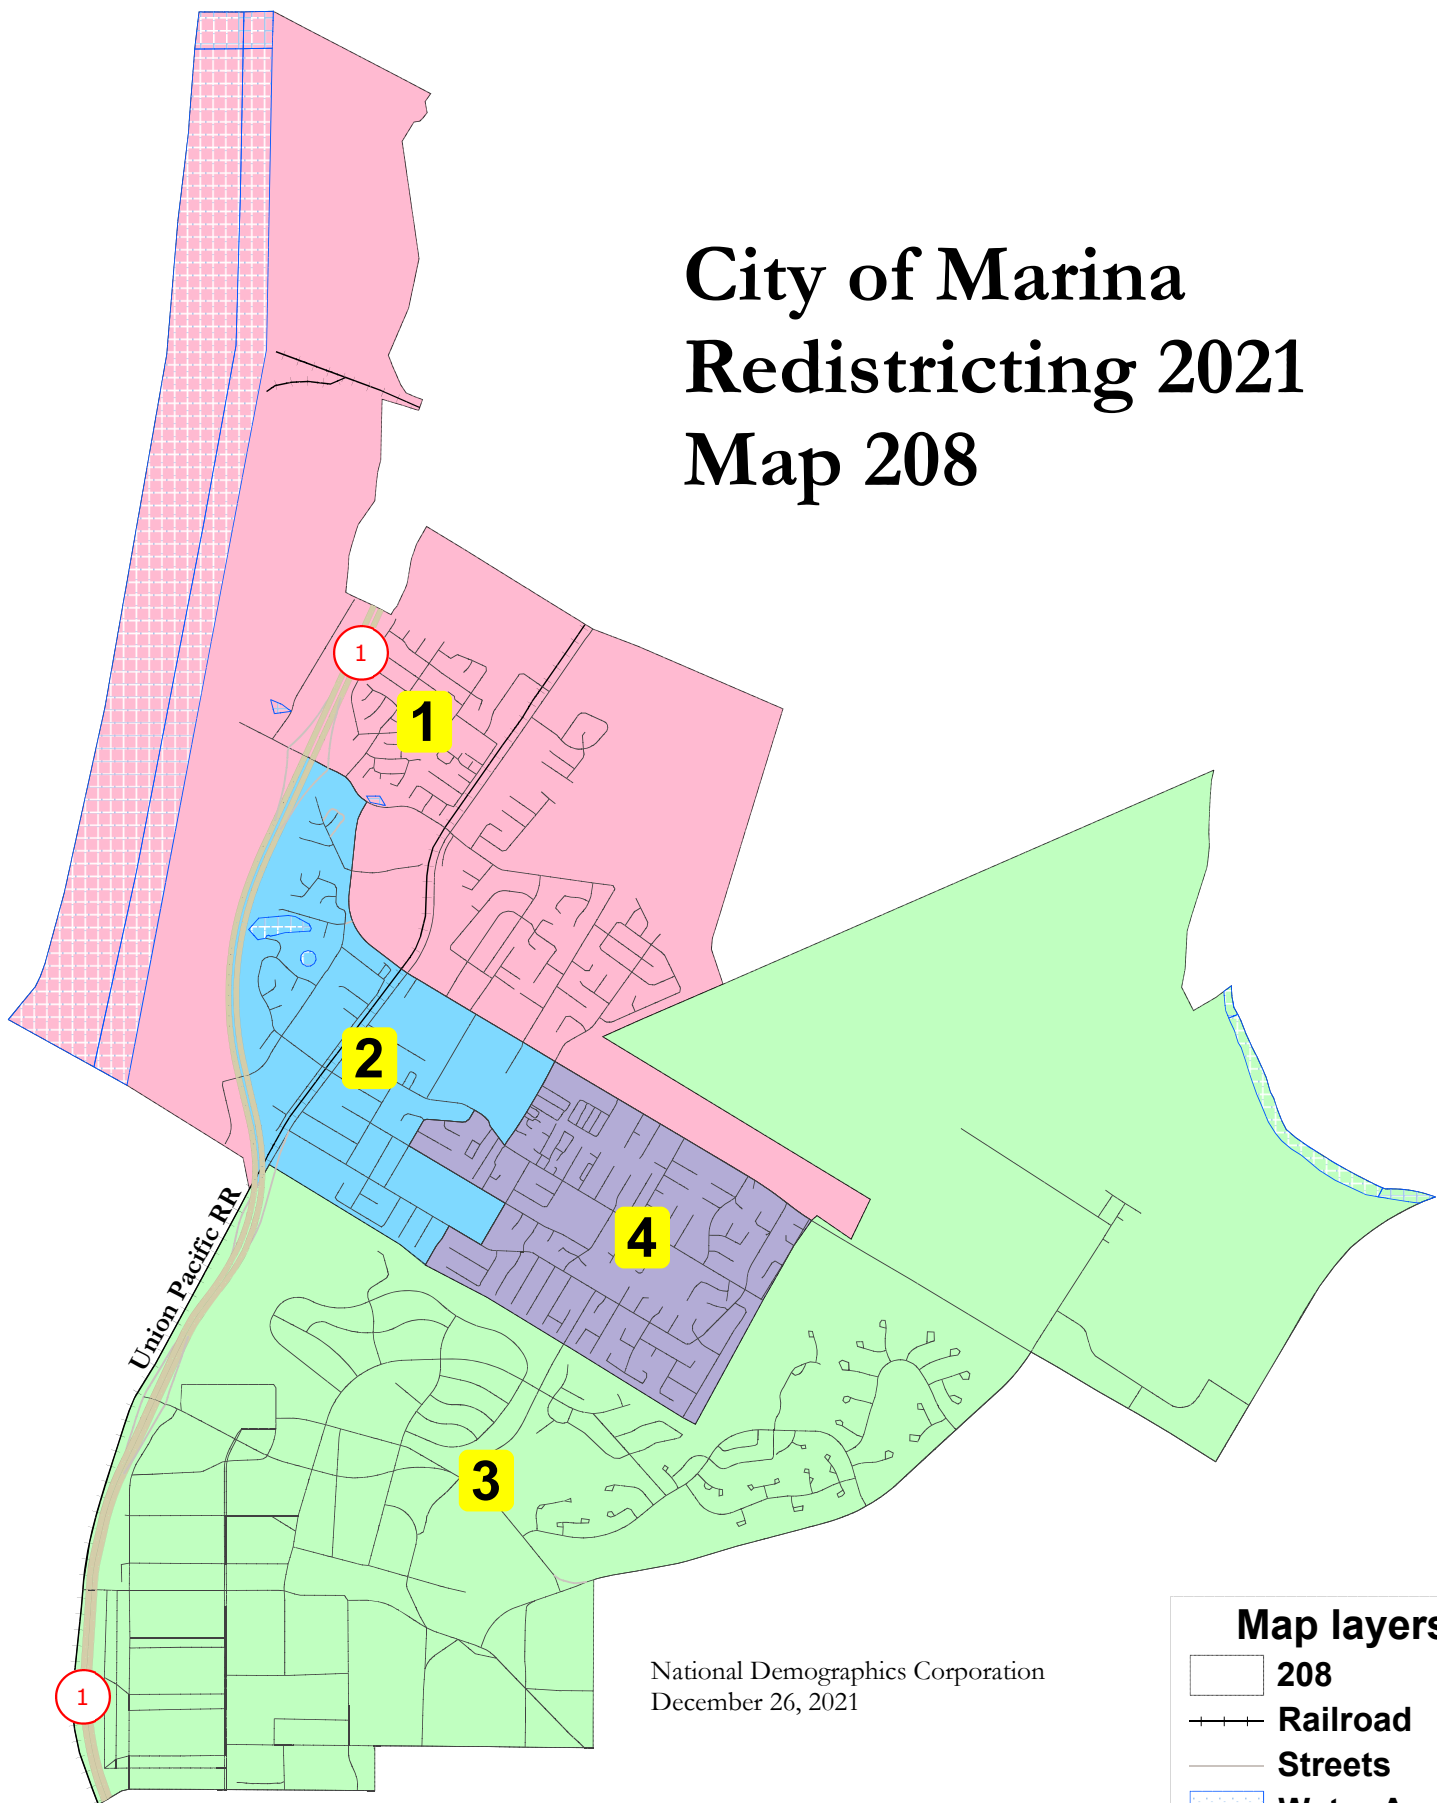 City of Marina
Redistricting 2021
Map 208
1
1
2
4
Union Pacific RR
3
1
National Demographics Corporation
December 26, 2021
Map layers
208
Railroad
Streets